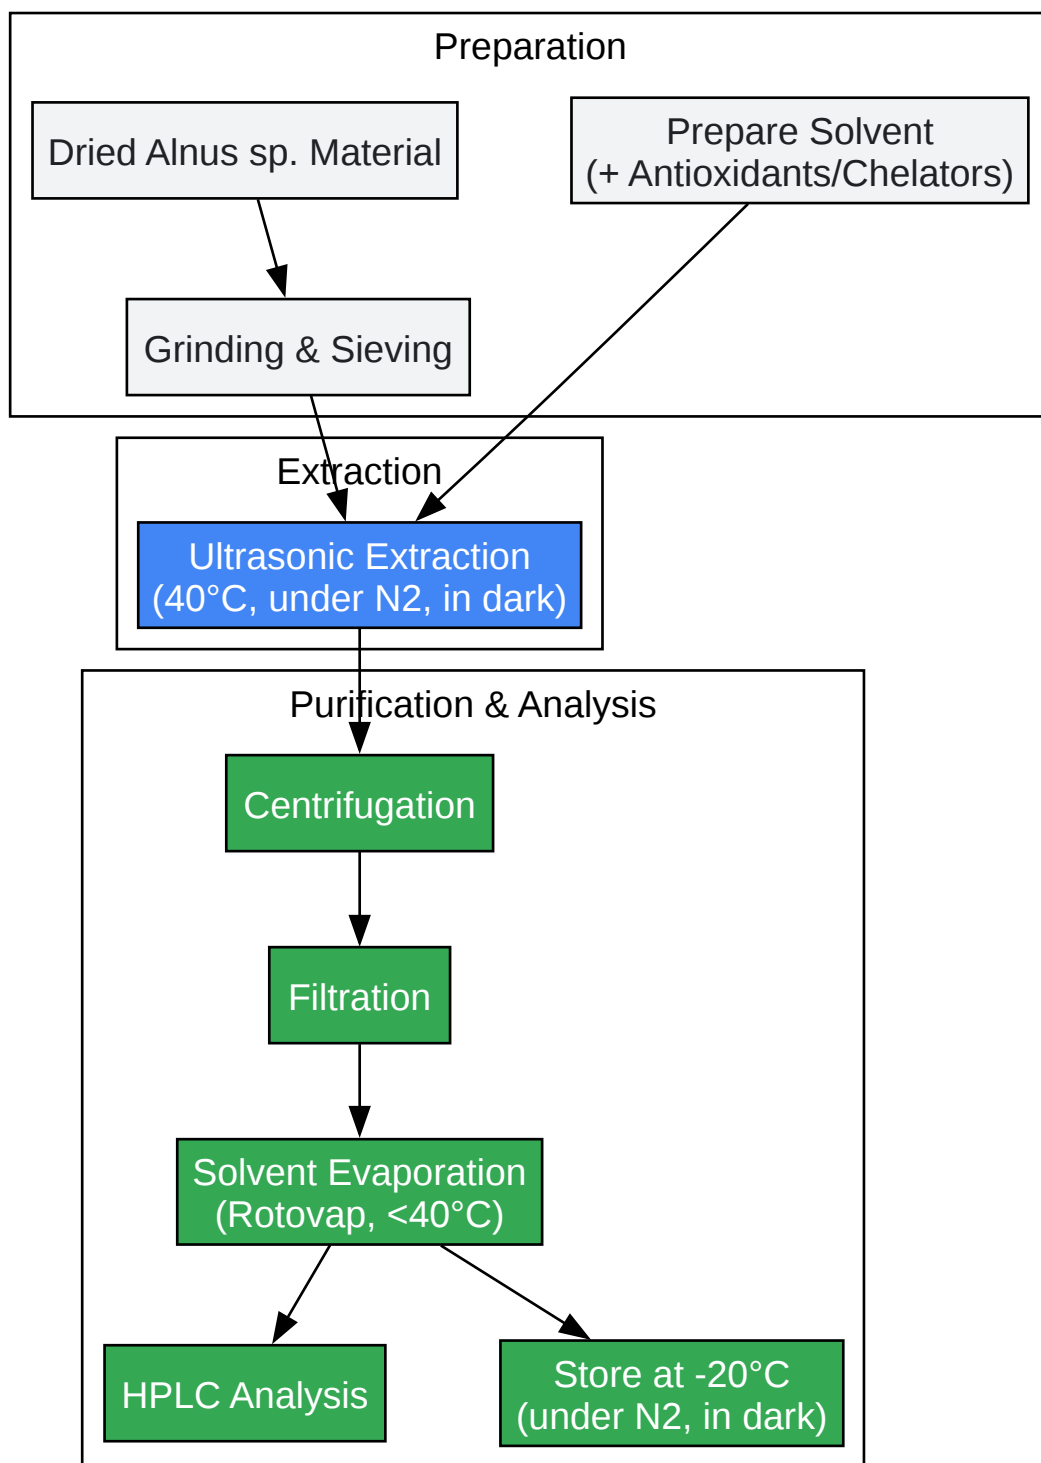 Preparation
Dried Alnus sp. Material
Prepare Solvent
(+ Antioxidants/Chelators)
Grinding & Sieving
Extraction
Ultrasonic Extraction
(40°C, under N2, in dark)
Purification & Analysis
Centrifugation
Filtration
Solvent Evaporation
(Rotovap, <40°C)
HPLC Analysis
Store at -20°C
(under N2, in dark)